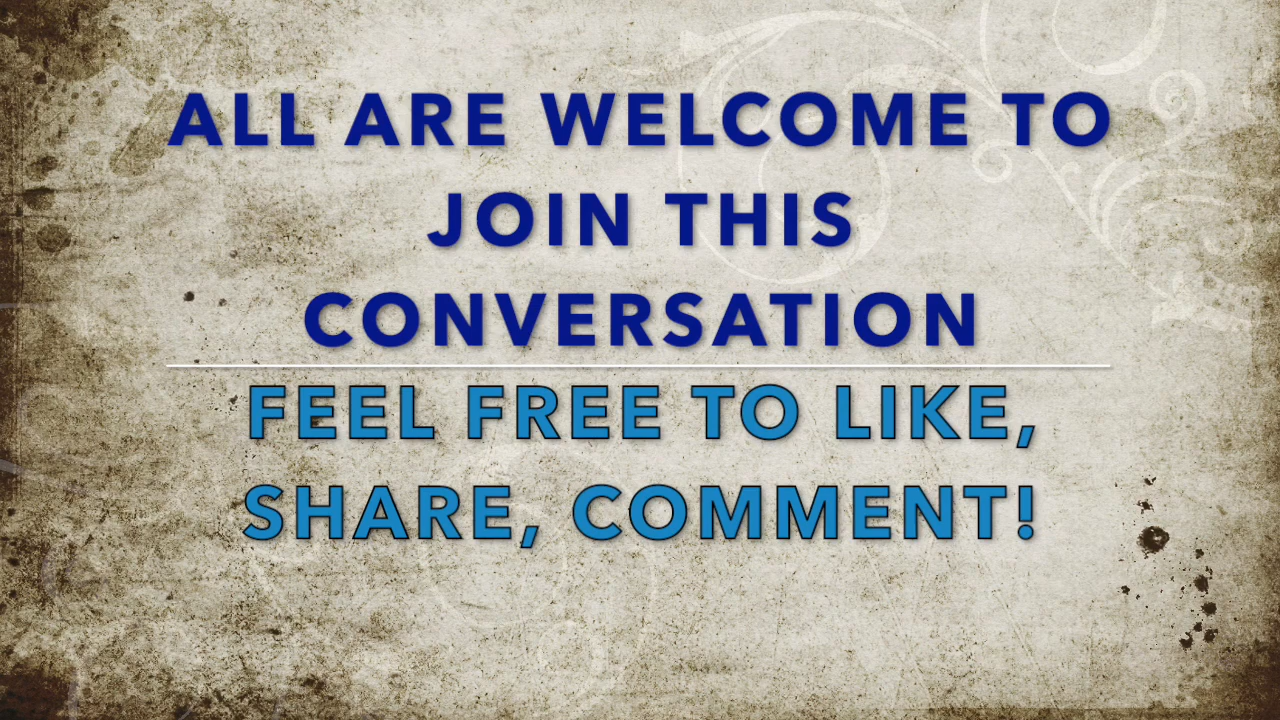 ALL ARE WELCOME TO
JOIN THIS
CONVERSATION
FEEL FREE TO LIKE,
SHARE, COMMENT!